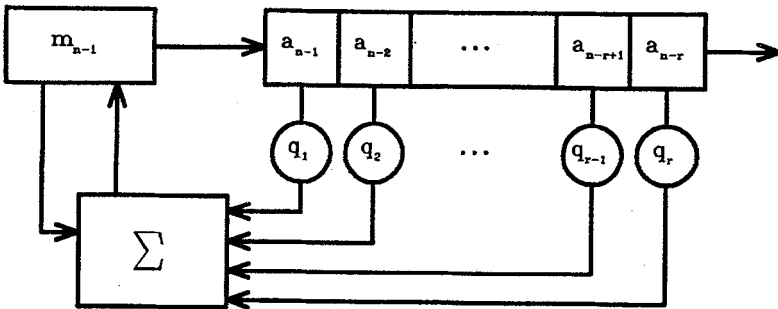 m_{n-1} a_{n-1} a_{n-2} ... a_{n-r+1} a_{n-r}
q_1 q_2 ... q_{r-1} q_r
Σ